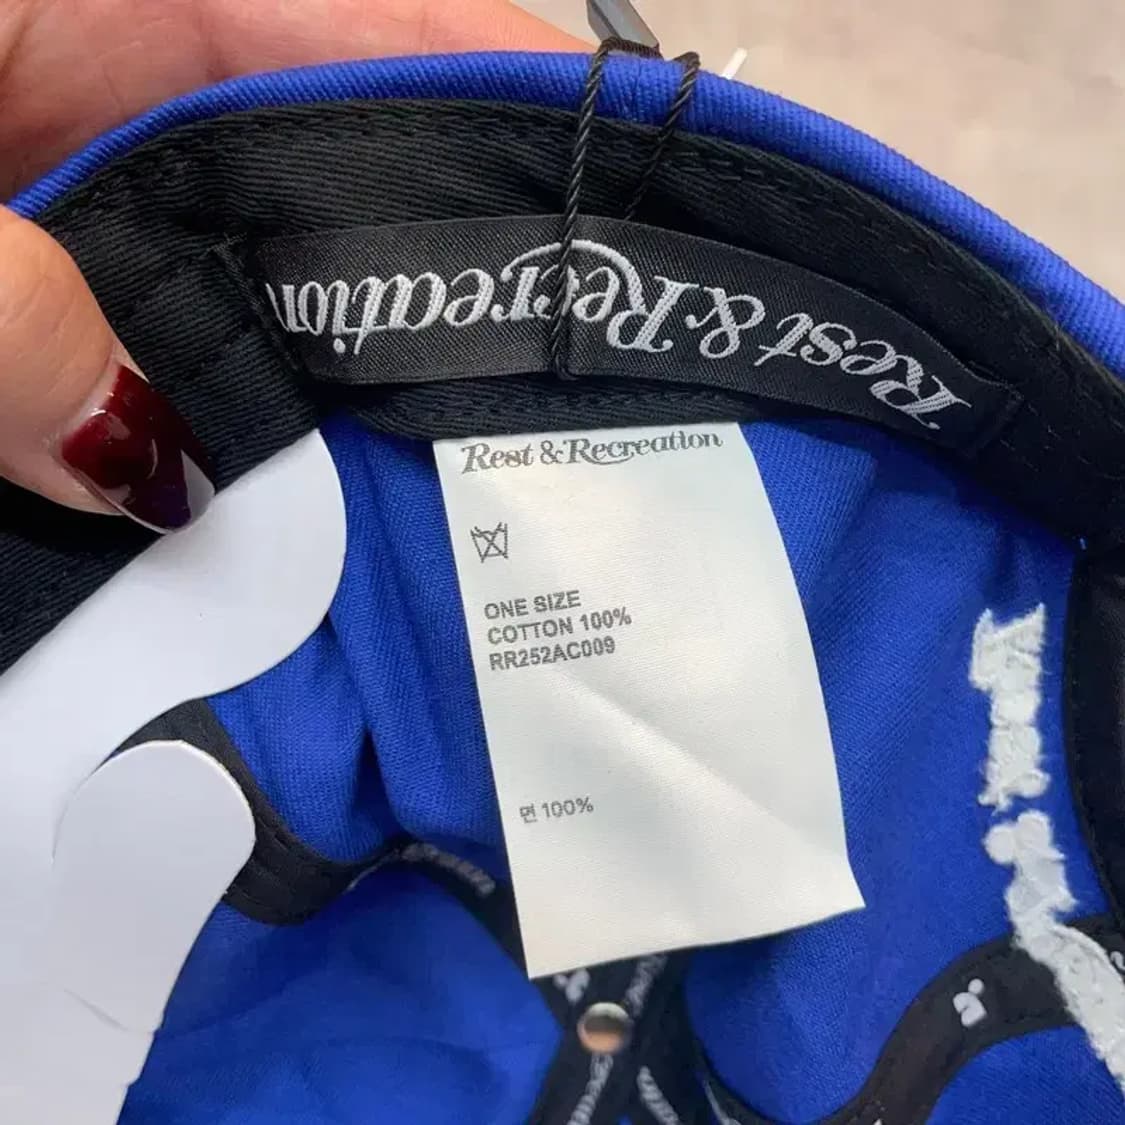 Rest & Recreation
Rest & Recreation
ONE SIZE
COTTON 100%
RR252AC009
면 100%